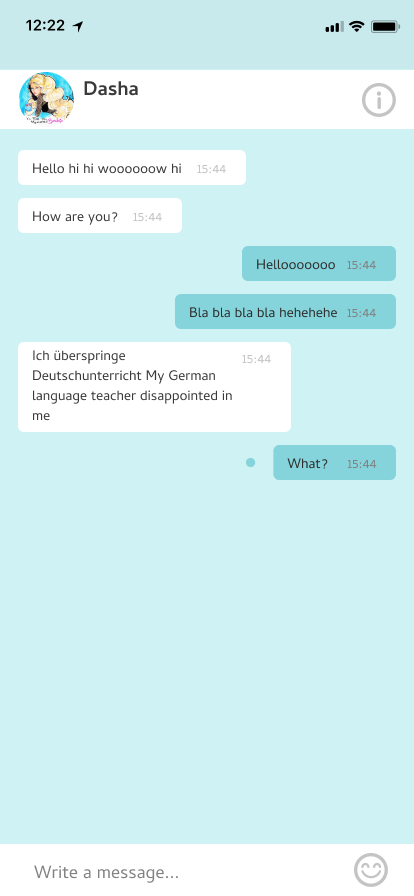 12:22
Dasha
Hello hi hi woooooow hi 15:44
How are you? 15:44
Hellooooooo 15:44
Bla bla bla bla hehehehe 15:44
Ich überspringe 15:44
Deutschunterricht My German
language teacher disappointed in
me
What? 15:44
Write a message...